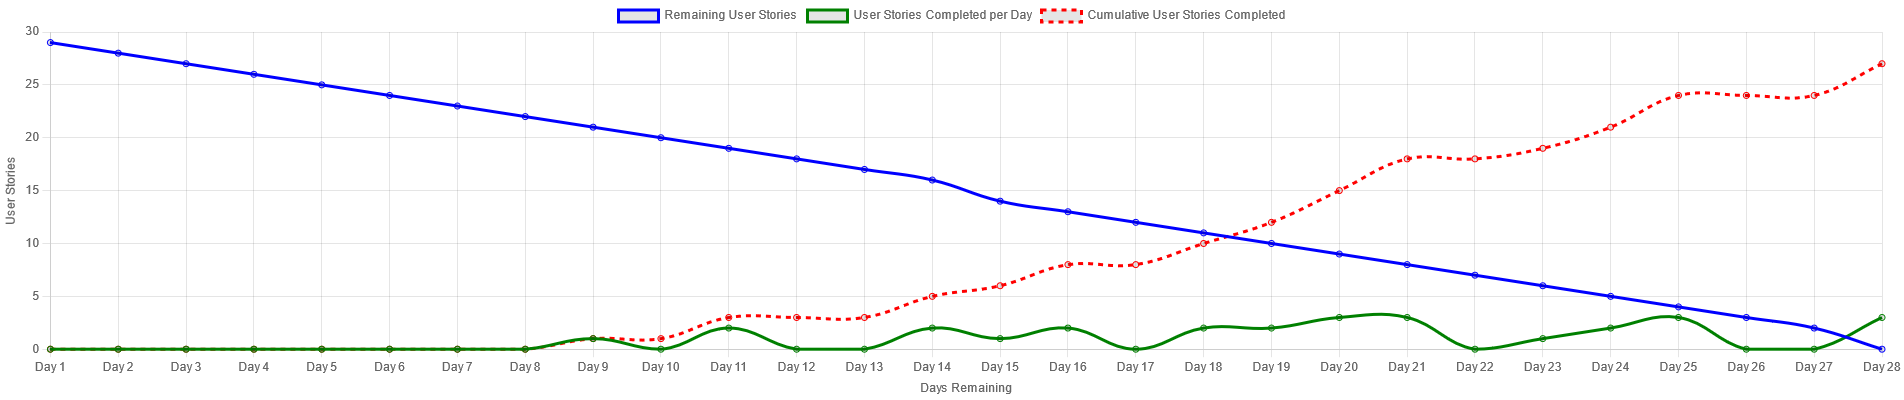 Remaining User Stories User Stories Completed per Day Cumulative User Stories Completed
30
25
20
15
10
5
0
User Stories
Day 1 Day 2 Day 3 Day 4 Day 5 Day 6 Day 7 Day 8 Day 9 Day 10 Day 11 Day 12 Day 13 Day 14 Day 15 Day 16 Day 17 Day 18 Day 19 Day 20 Day 21 Day 22 Day 23 Day 24 Day 25 Day 26 Day 27 Day 28
Days Remaining